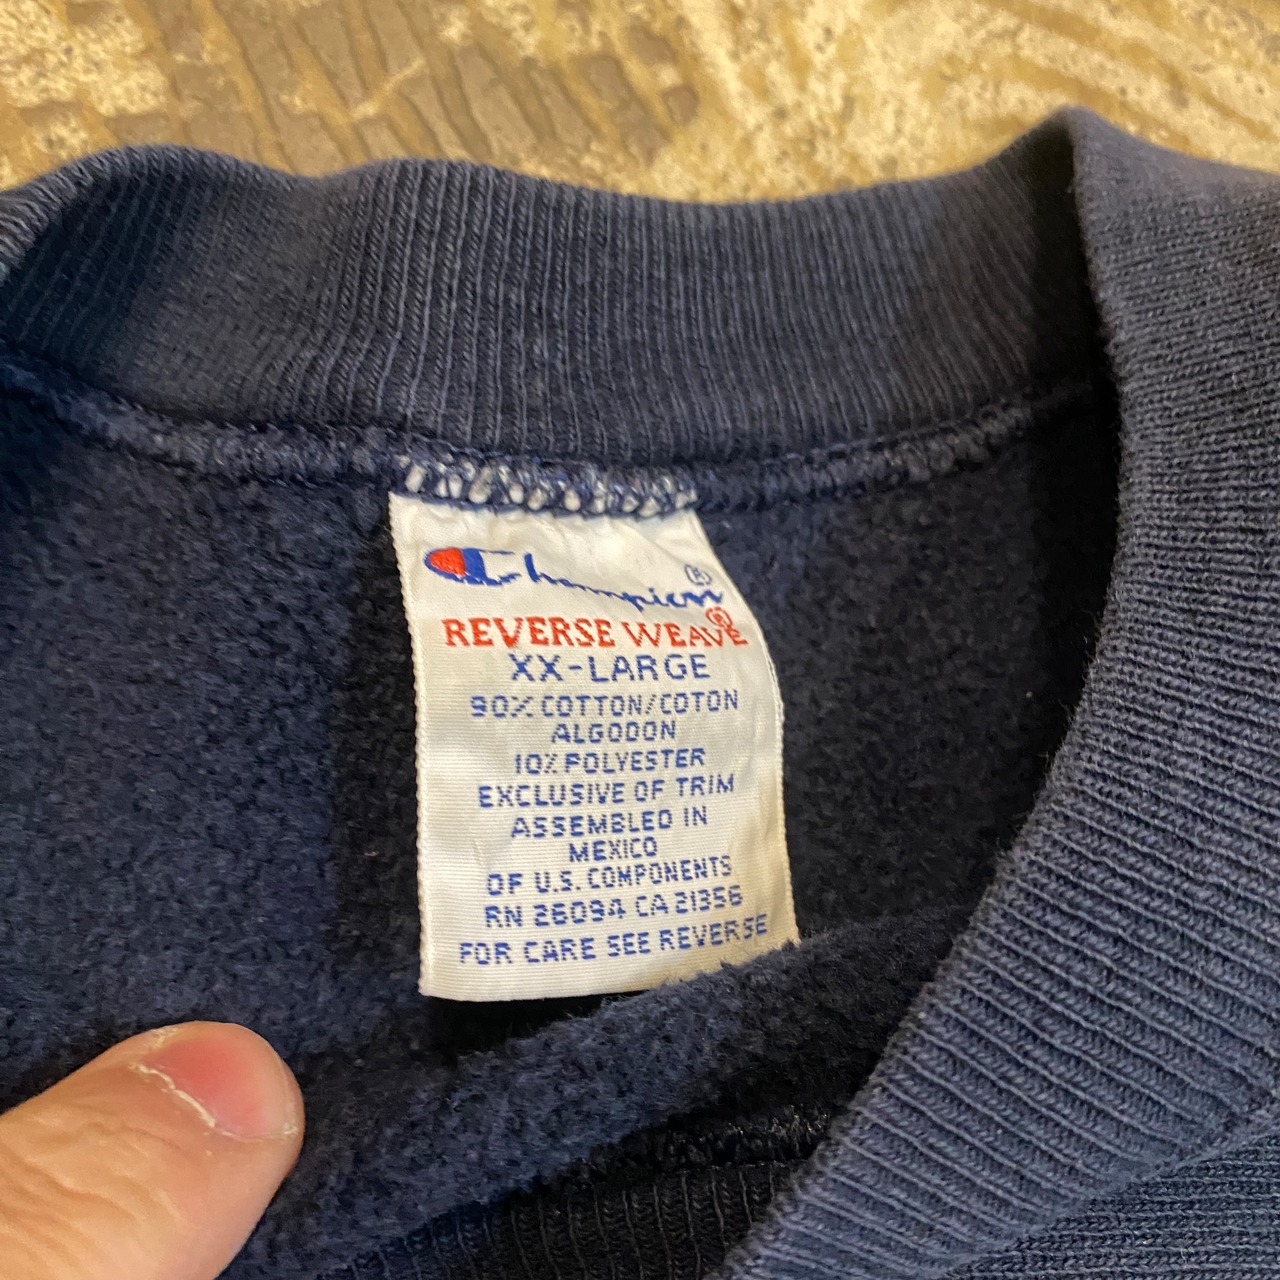 Champion®
REVERSE WEAVE®
XX-LARGE
90% COTTON/COTON
ALGODON
10% POLYESTER
EXCLUSIVE OF TRIM
ASSEMBLED IN
MEXICO
OF U.S. COMPONENTS
RN 26094 CA 21356
FOR CARE SEE REVERSE